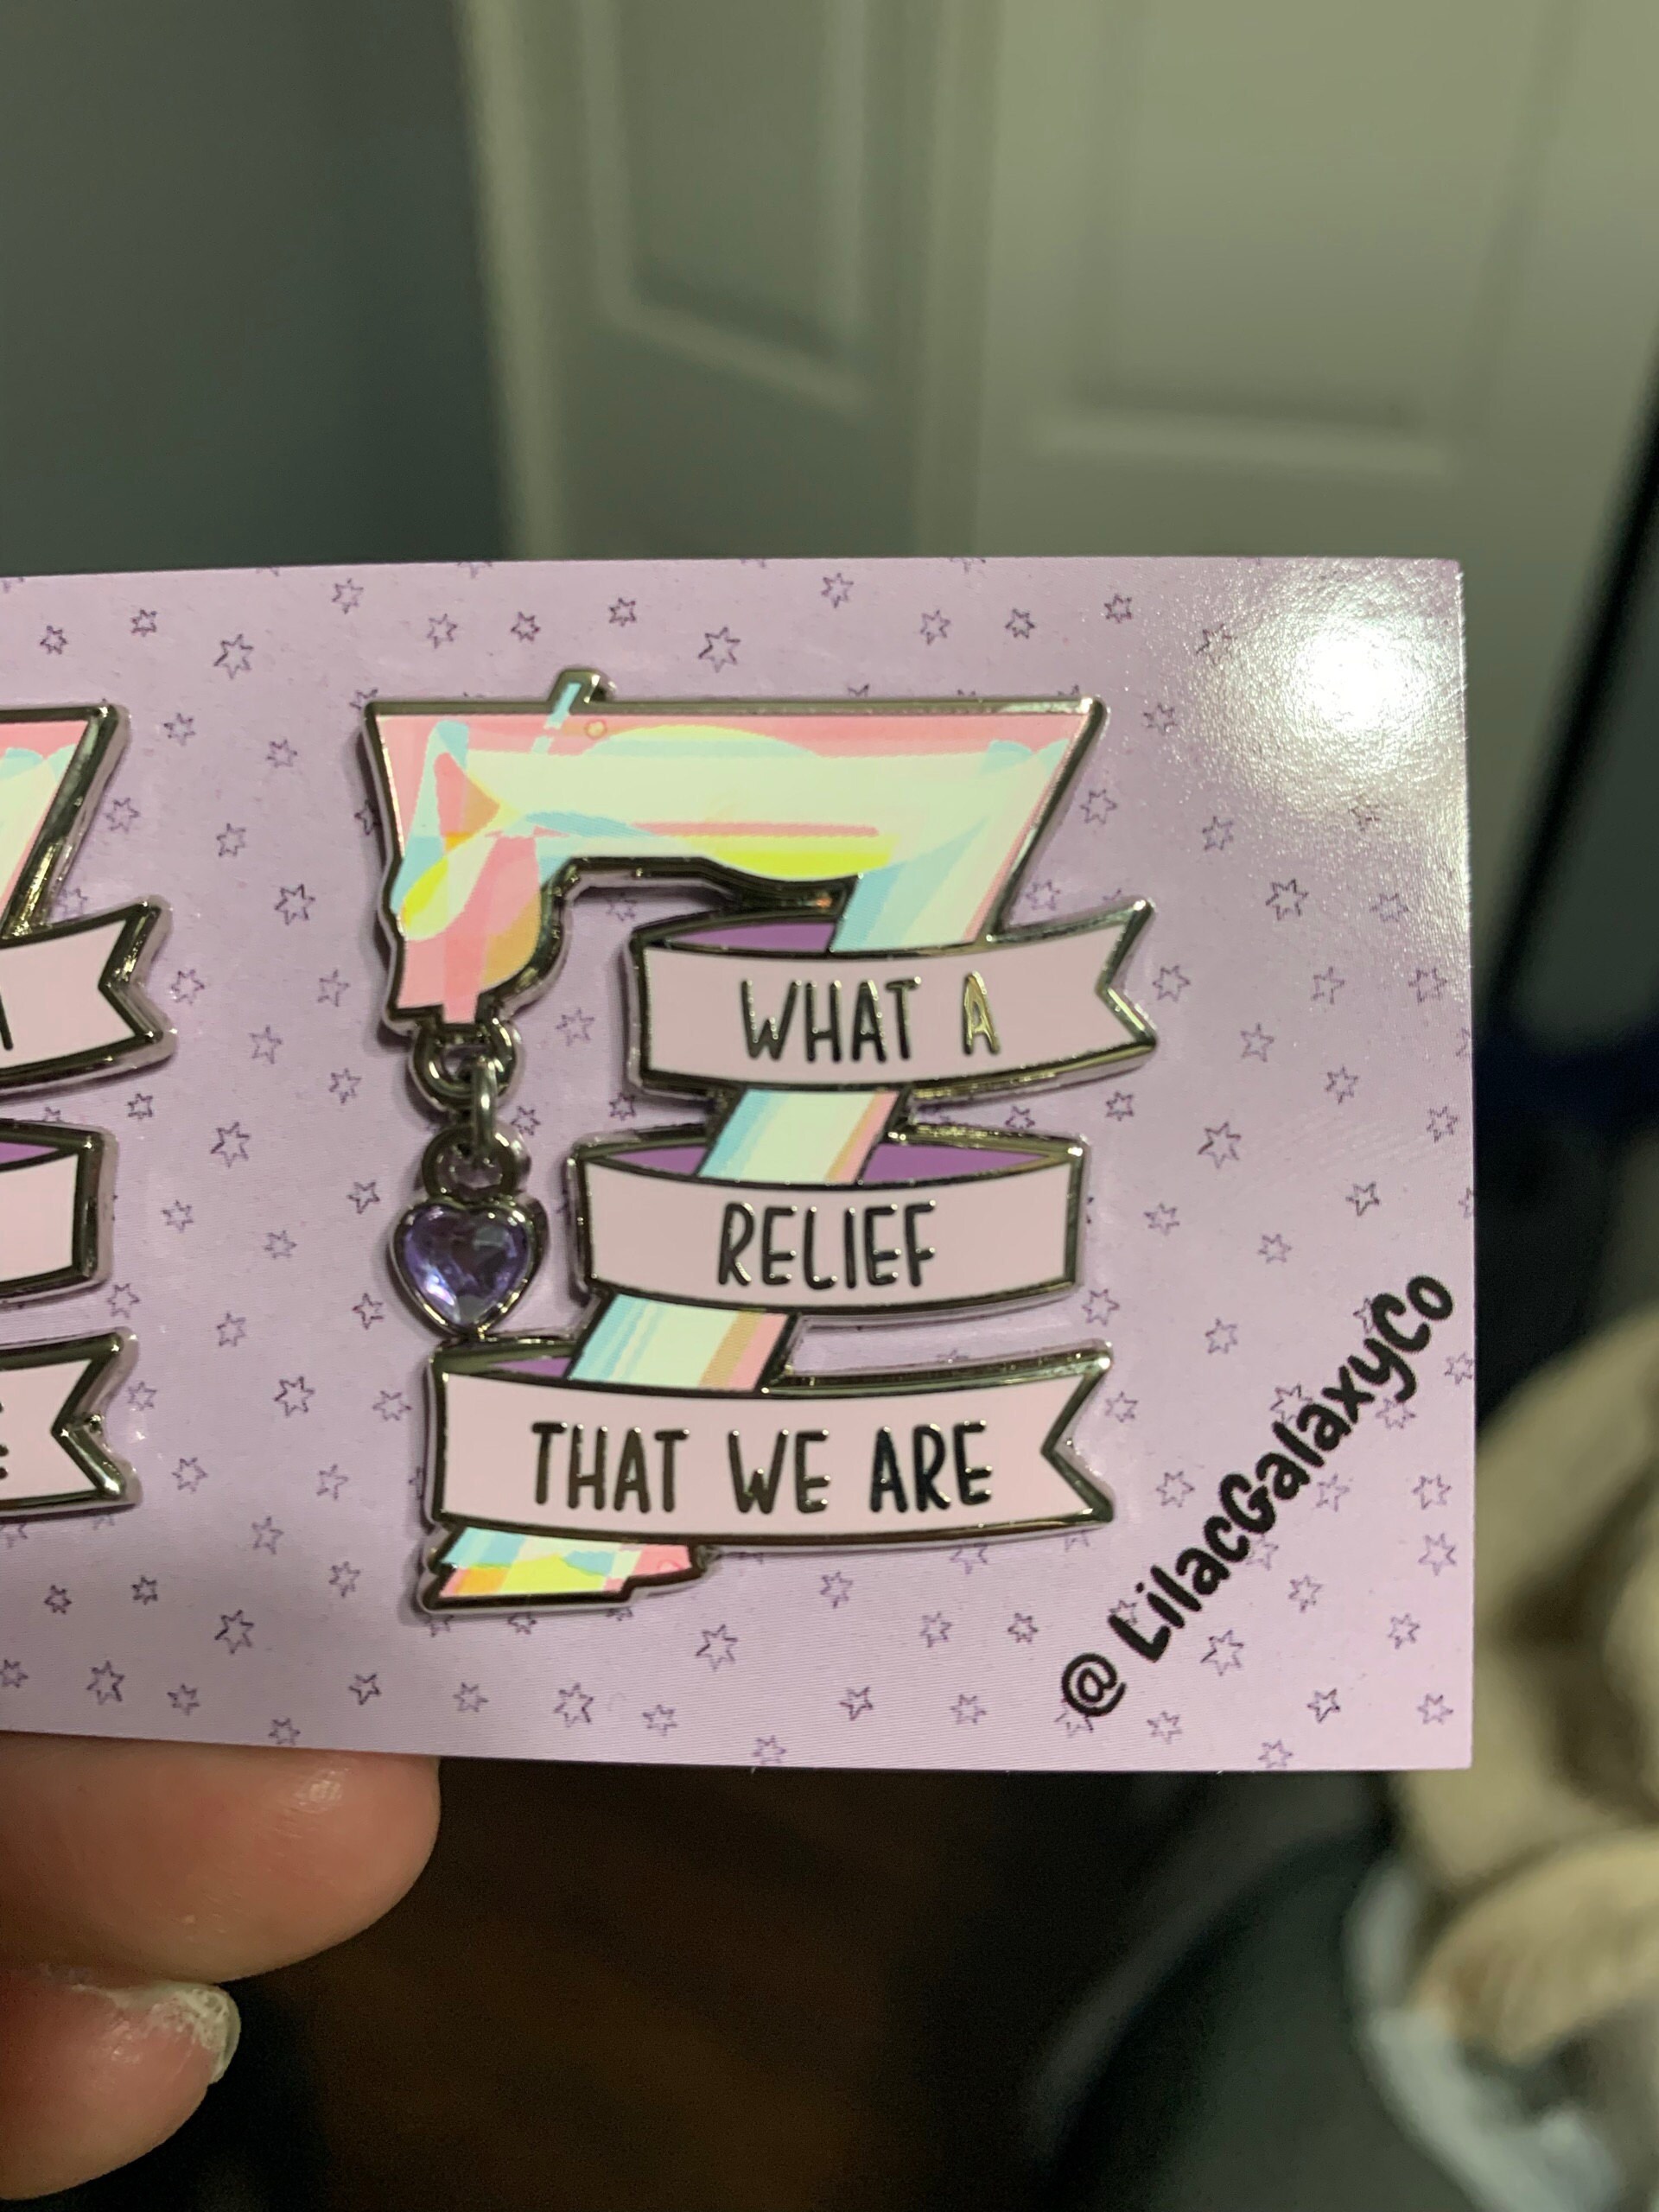 WHAT A
RELIEF
THAT WE ARE
@ LilacGalaxyCo